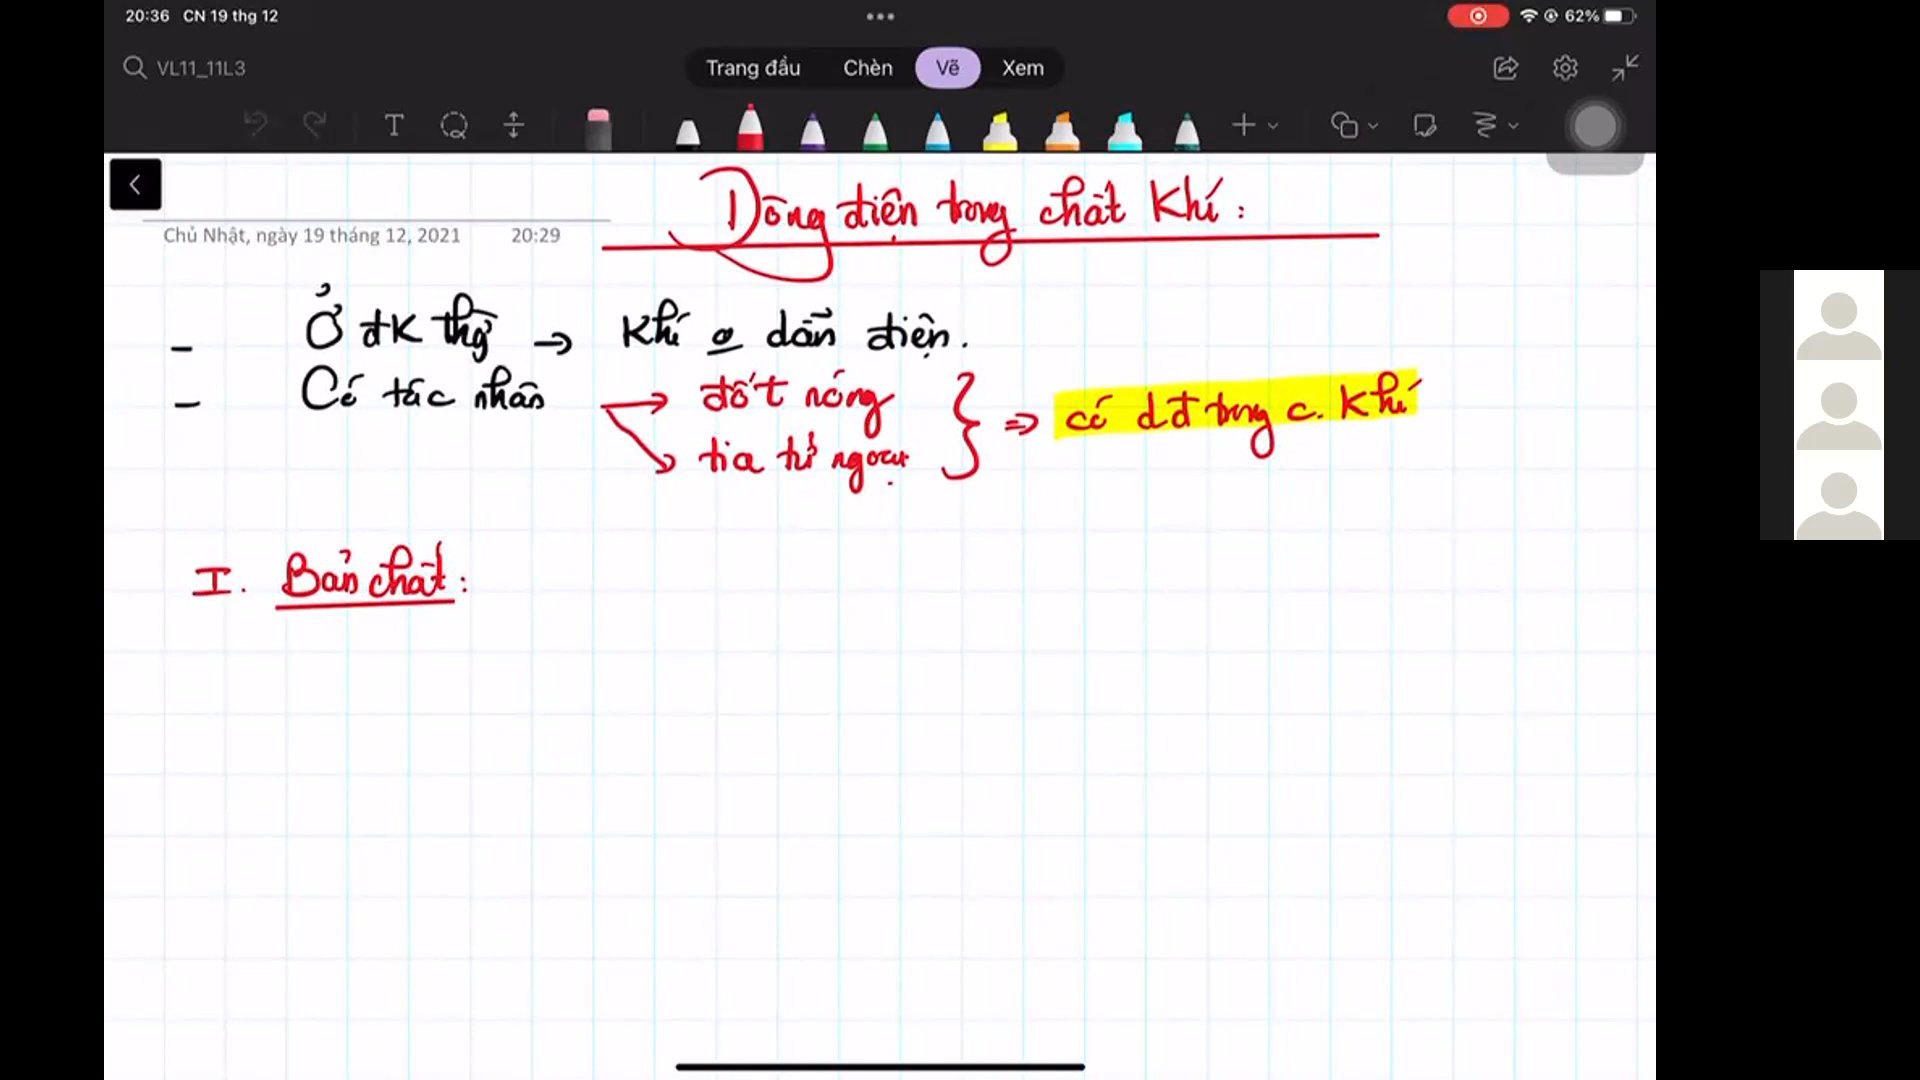 20:36 CN 19 thg 12
62%
VL11_11L3
Trang đầu Chèn Vẽ Xem
T
Dòng điện trong chất khí:
Chủ Nhật, ngày 19 tháng 12, 2021 20:29
- Ở đk thg → Khí o dẫn điện.
- Có tác nhân → đốt nóng } ⇒ có dđ trong c. Khí
→ tia tử ngoại
I. Bản chất: